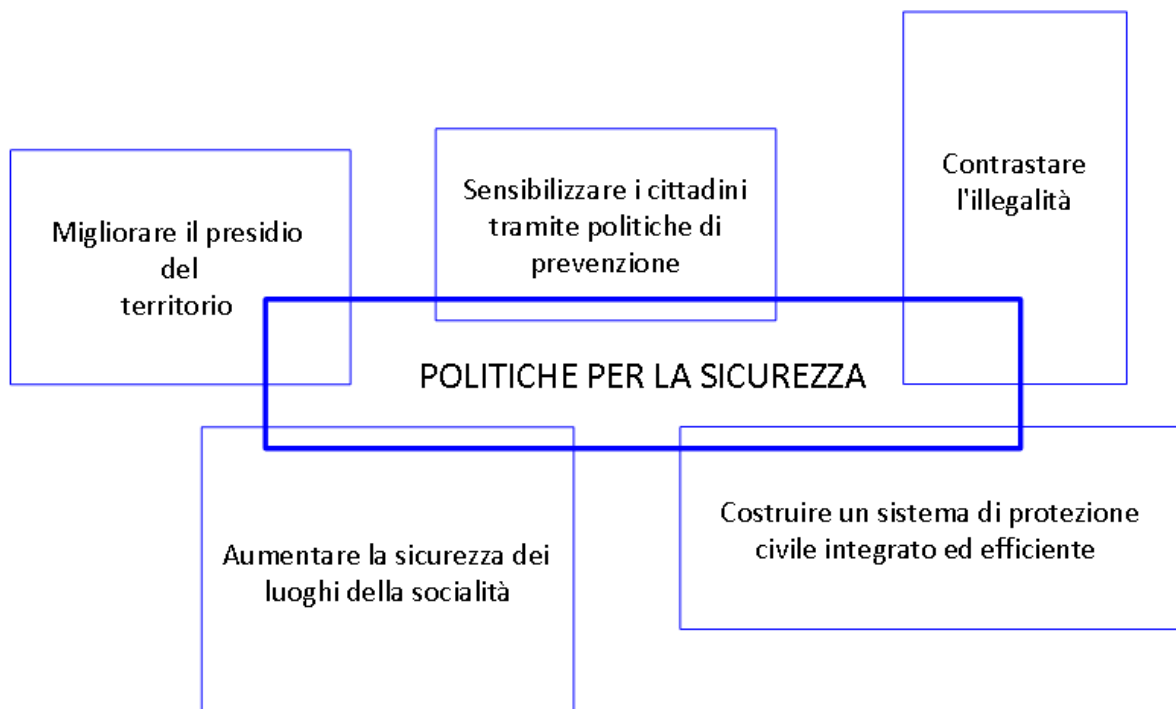 Migliorare il presidio
del
territorio
Sensibilizzare i cittadini
tramite politiche di
prevenzione
Contrastare
l'illegalità
POLITICHE PER LA SICUREZZA
Aumentare la sicurezza dei
luoghi della socialità
Costruire un sistema di protezione
civile integrato ed efficiente